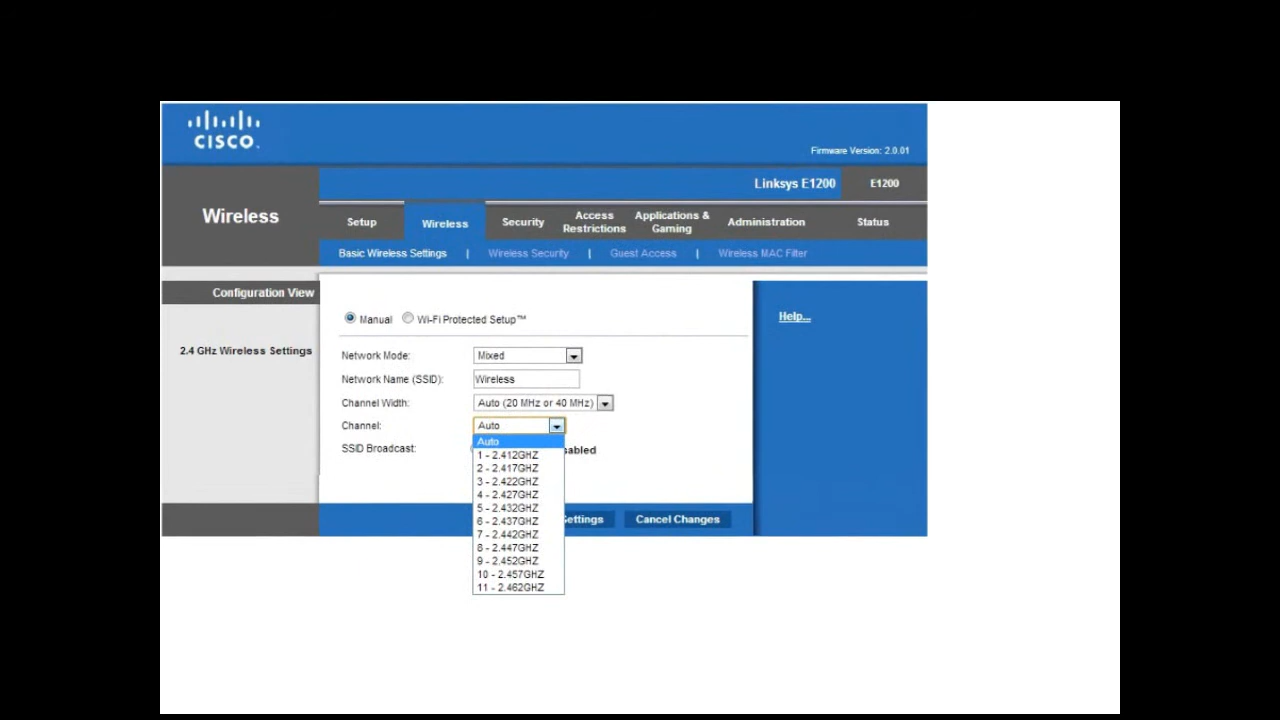 CISCO.
Firmware Version: 2.0.01
Linksys E1200 E1200
Wireless
Setup Wireless Security Access Restrictions Applications & Gaming Administration Status
Basic Wireless Settings | Wireless Security | Guest Access | Wireless MAC Filter
Configuration View
Manual Wi-Fi Protected Setup™
Help...
2.4 GHz Wireless Settings
Network Mode: Mixed
Network Name (SSID): Wireless
Channel Width: Auto (20 MHz or 40 MHz)
Channel: Auto
Auto
SSID Broadcast: sabled
1 - 2.412GHZ
2 - 2.417GHZ
3 - 2.422GHZ
4 - 2.427GHZ
5 - 2.432GHZ
6 - 2.437GHZ
7 - 2.442GHZ
8 - 2.447GHZ
9 - 2.452GHZ
10 - 2.457GHZ
11 - 2.462GHZ
Settings Cancel Changes